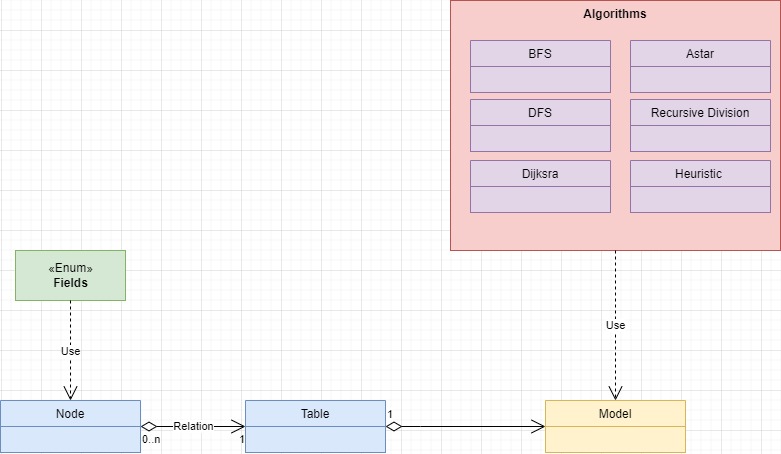 Algorithms
BFS
Astar
DFS
Recursive Division
Dijksra
Heuristic
«Enum»
Fields
Use
Use
Node
Relation
0..n
1
Table
1
Model